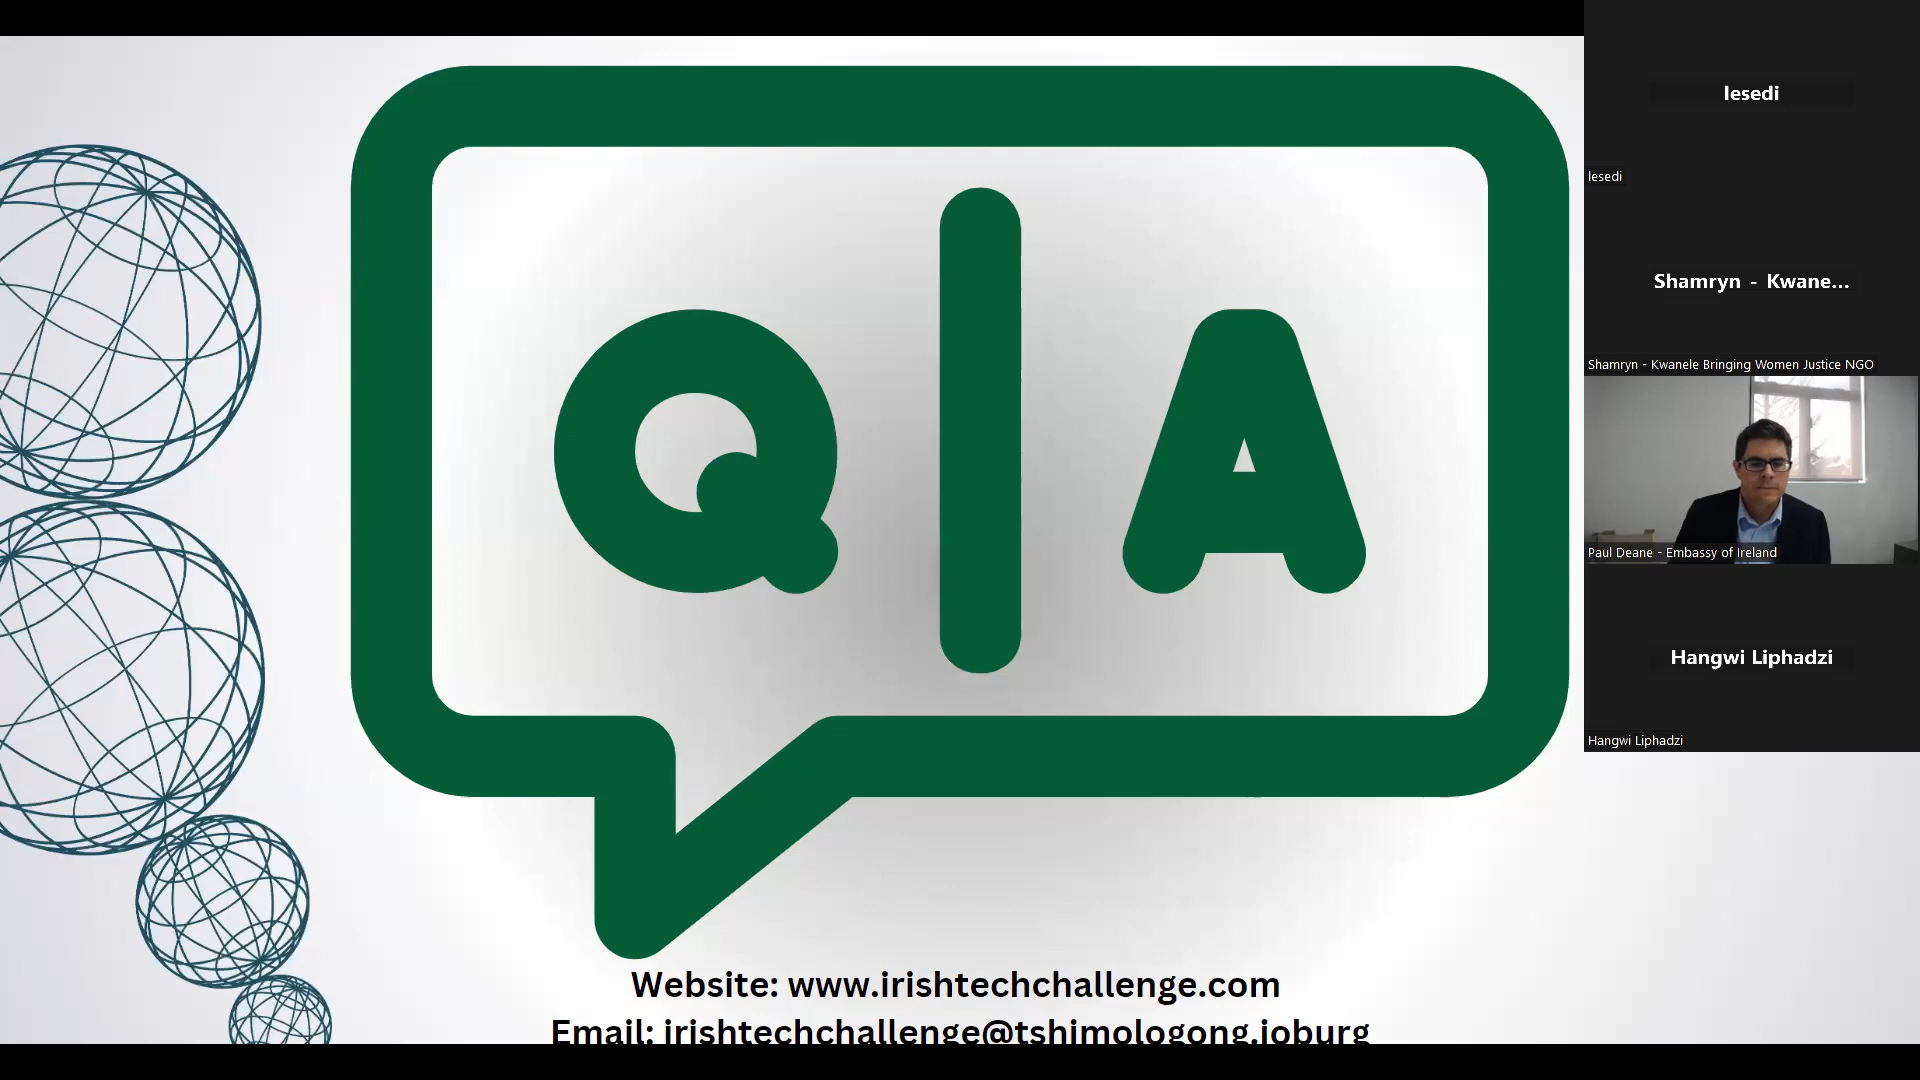 Q A
Website: www.irishtechchallenge.com
Email: irishtechchallenge@tshimologong.joburg
lesedi
lesedi
Shamryn - Kwane...
Shamryn - Kwanele Bringing Women Justice NGO
Paul Deane - Embassy of Ireland
Hangwi Liphadzi
Hangwi Liphadzi